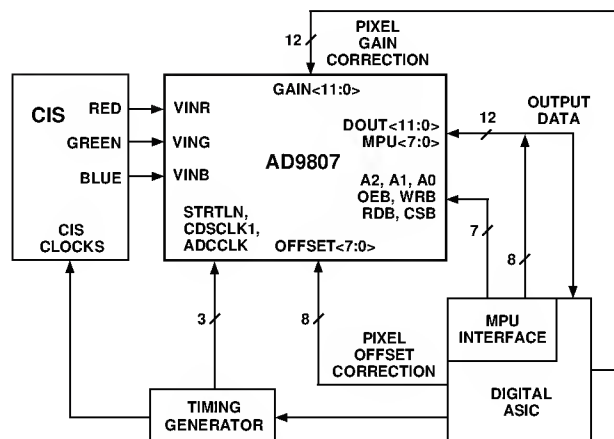 PIXEL
GAIN
CORRECTION
12
CIS
RED
GREEN
BLUE
CIS
CLOCKS
GAIN<11:0>
VINR
VING
VINB
DOUT<11:0>
MPU<7:0>
AD9807
A2, A1, A0
OEB, WRB
RDB, CSB
STRTLN,
CDSCLK1,
ADCCLK
OFFSET<7:0>
OUTPUT
DATA
12
7
8
3
8
PIXEL
OFFSET
CORRECTION
MPU
INTERFACE
DIGITAL
ASIC
TIMING
GENERATOR